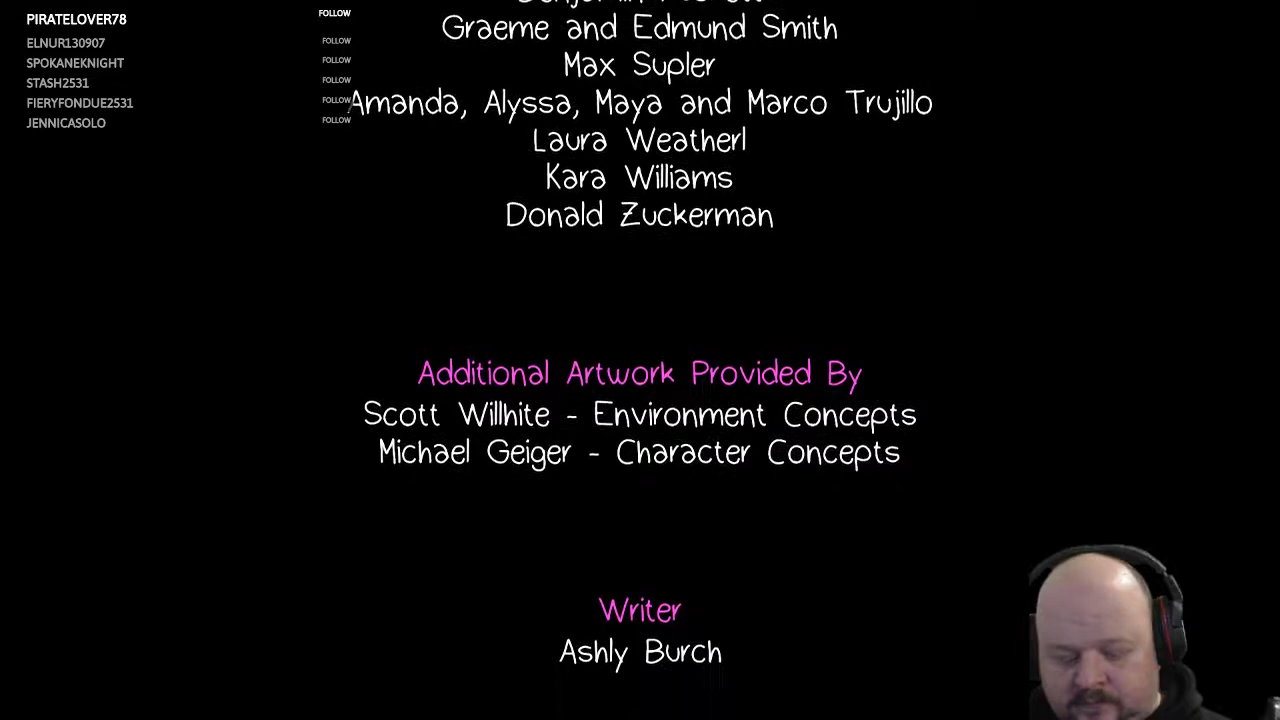 PIRATELOVER78 FOLLOW
ELNUR130907 FOLLOW
SPOKANEKNIGHT FOLLOW
STASH2531 FOLLOW
FIERYFONDUE2531 FOLLOW
JENNICASOLO FOLLOW
Graeme and Edmund Smith
Max Supler
Amanda, Alyssa, Maya and Marco Trujillo
Laura Weatherl
Kara Williams
Donald Zuckerman
Additional Artwork Provided By
Scott Willhite - Environment Concepts
Michael Geiger - Character Concepts
Writer
Ashly Burch